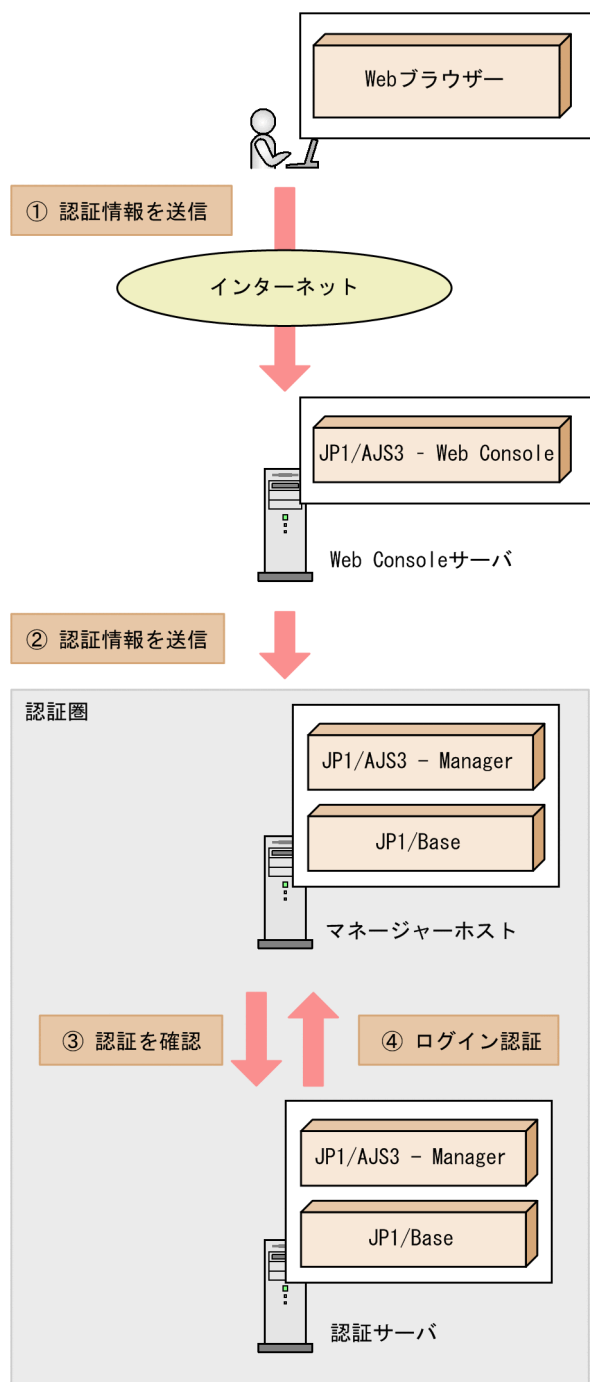 Webブラウザー
① 認証情報を送信
インターネット
JP1/AJS3 - Web Console
Web Consoleサーバ
② 認証情報を送信
認証圏
JP1/AJS3 - Manager
JP1/Base
マネージャーホスト
③ 認証を確認
④ ログイン認証
JP1/AJS3 - Manager
JP1/Base
認証サーバ